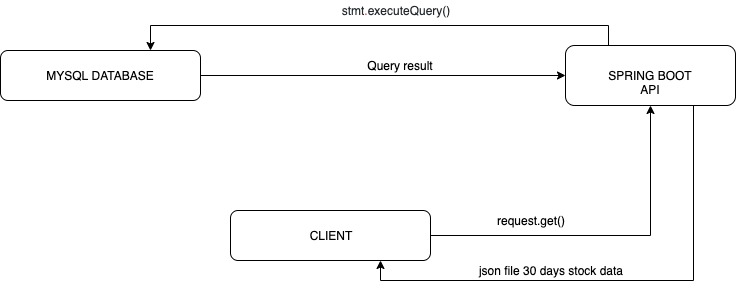 stmt.executeQuery()
MYSQL DATABASE
Query result
SPRING BOOT
API
CLIENT
request.get()
json file 30 days stock data